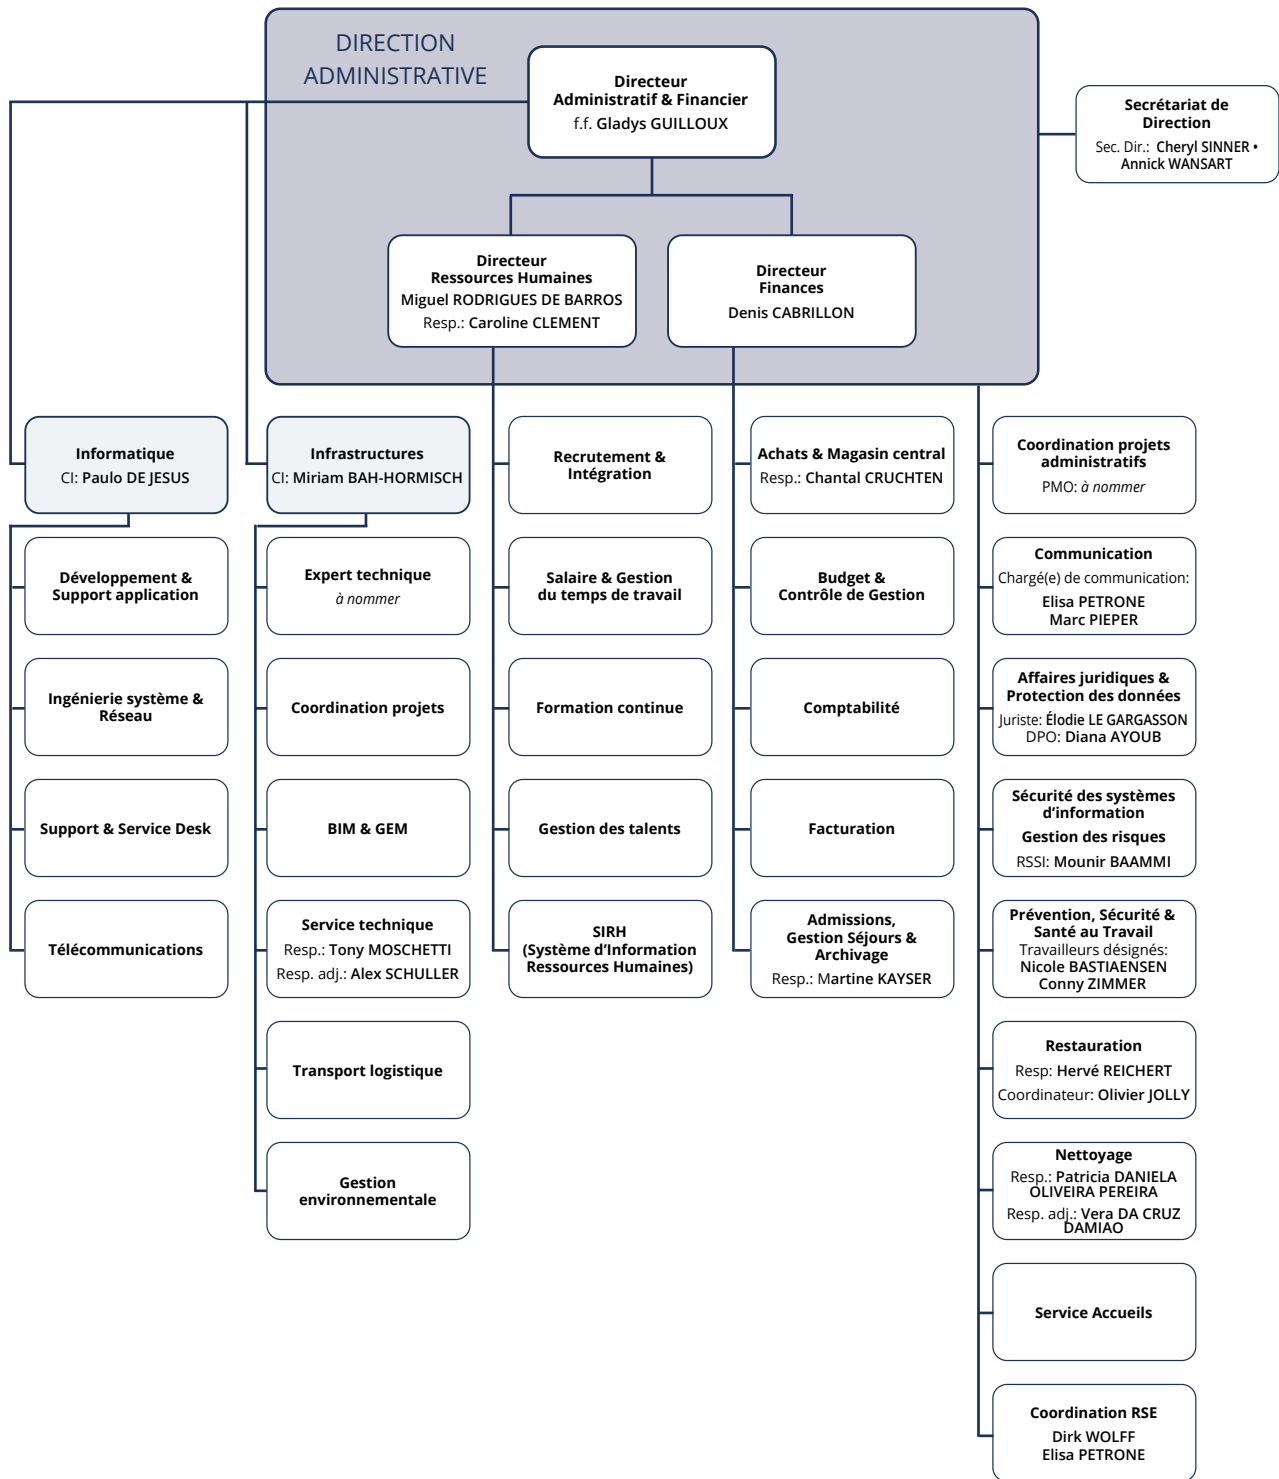 DIRECTION
ADMINISTRATIVE
Directeur
Administratif & Financier
f.f. Gladys GUILLOUX
Secrétariat de
Direction
Sec. Dir.: Cheryl SINNER •
Annick WANSART
Directeur
Ressources Humaines
Miguel RODRIGUES DE BARROS
Resp.: Caroline CLEMENT
Directeur
Finances
Denis CABRILLON
Informatique
CI: Paulo DE JESUS
Développement &
Support application
Ingénierie système &
Réseau
Support & Service Desk
Télécommunications
Infrastructures
CI: Miriam BAH-HORMISCH
Expert technique
à nommer
Coordination projets
BIM & GEM
Service technique
Resp.: Tony MOSCHETTI
Resp. adj.: Alex SCHULLER
Transport logistique
Gestion
environnementale
Recrutement &
Intégration
Salaire & Gestion
du temps de travail
Formation continue
Gestion des talents
SIRH
(Système d'Information
Ressources Humaines)
Achats & Magasin central
Resp.: Chantal CRUCHTEN
Budget &
Contrôle de Gestion
Comptabilité
Facturation
Admissions,
Gestion Séjours &
Archivage
Resp.: Martine KAYSER
Coordination projets
administratifs
PMO: à nommer
Communication
Chargé(e) de communication:
Elisa PETRONE
Marc PIEPER
Affaires juridiques &
Protection des données
Juriste: Élodie LE GARGASSON
DPO: Diana AYOUB
Sécurité des systèmes
d'information
Gestion des risques
RSSI: Mounir BAAMMI
Prévention, Sécurité &
Santé au Travail
Travailleurs désignés:
Nicole BASTIAENSEN
Conny ZIMMER
Restauration
Resp: Hervé REICHERT
Coordinateur: Olivier JOLLY
Nettoyage
Resp.: Patricia DANIELA
OLIVEIRA PEREIRA
Resp. adj.: Vera DA CRUZ
DAMIAO
Service Accueils
Coordination RSE
Dirk WOLFF
Elisa PETRONE